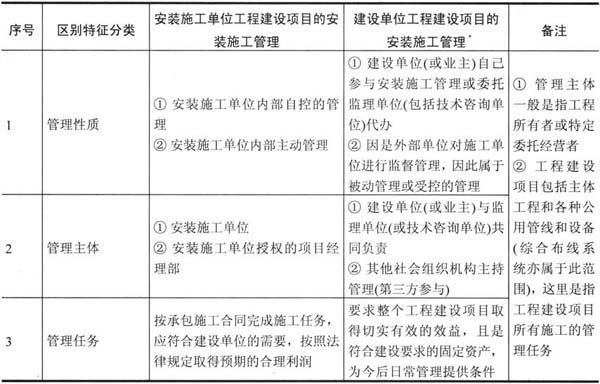 序号
区别特征分类
安装施工单位工程建设项目的安
装施工管理
建设单位工程建设项目的
安装施工管理*
备注
1
管理性质
① 安装施工单位内部自控的管
理
② 安装施工单位内部主动管理
① 建设单位(或业主)自己
参与安装施工管理或委托
监理单位(包括技术咨询单
位)代办
② 因是外部单位对施工单
位进行监督管理，因此属于
被动管理或受控的管理
2
管理主体
① 安装施工单位
② 安装施工单位授权的项目经
理部
① 建设单位(或业主)与监
理单位(或技术咨询单位)共
同负责
② 其他社会组织机构主持
管理(第三方参与)
3
管理任务
按承包施工合同完成施工任务，
应符合建设单位的需要，按照法
律规定取得预期的合理利润
要求整个工程建设项目取
得切实有效的效益，且是
符合建设要求的固定资产，
为今后日常管理提供条件
① 管理主体
一般是指工程
所有者或特定
委托经营者
② 工程建设
项目包括主体
工程和各种公
用管线和设备
(综合布线系
统亦属于此范
围)，这里是指
工程建设项目
所有施工的管
理任务